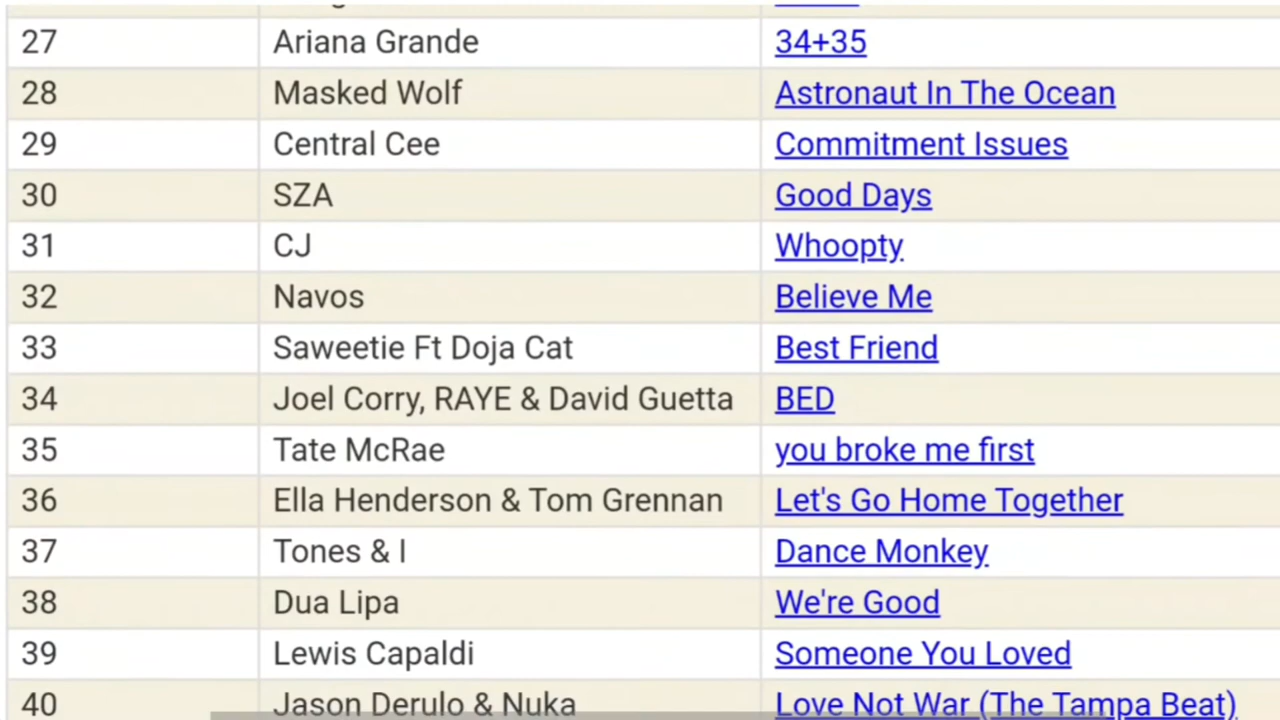 27 Ariana Grande 34+35
28 Masked Wolf Astronaut In The Ocean
29 Central Cee Commitment Issues
30 SZA Good Days
31 CJ Whoopty
32 Navos Believe Me
33 Saweetie Ft Doja Cat Best Friend
34 Joel Corry, RAYE & David Guetta BED
35 Tate McRae you broke me first
36 Ella Henderson & Tom Grennan Let's Go Home Together
37 Tones & I Dance Monkey
38 Dua Lipa We're Good
39 Lewis Capaldi Someone You Loved
40 Jason Derulo & Nuka Love Not War (The Tampa Beat)